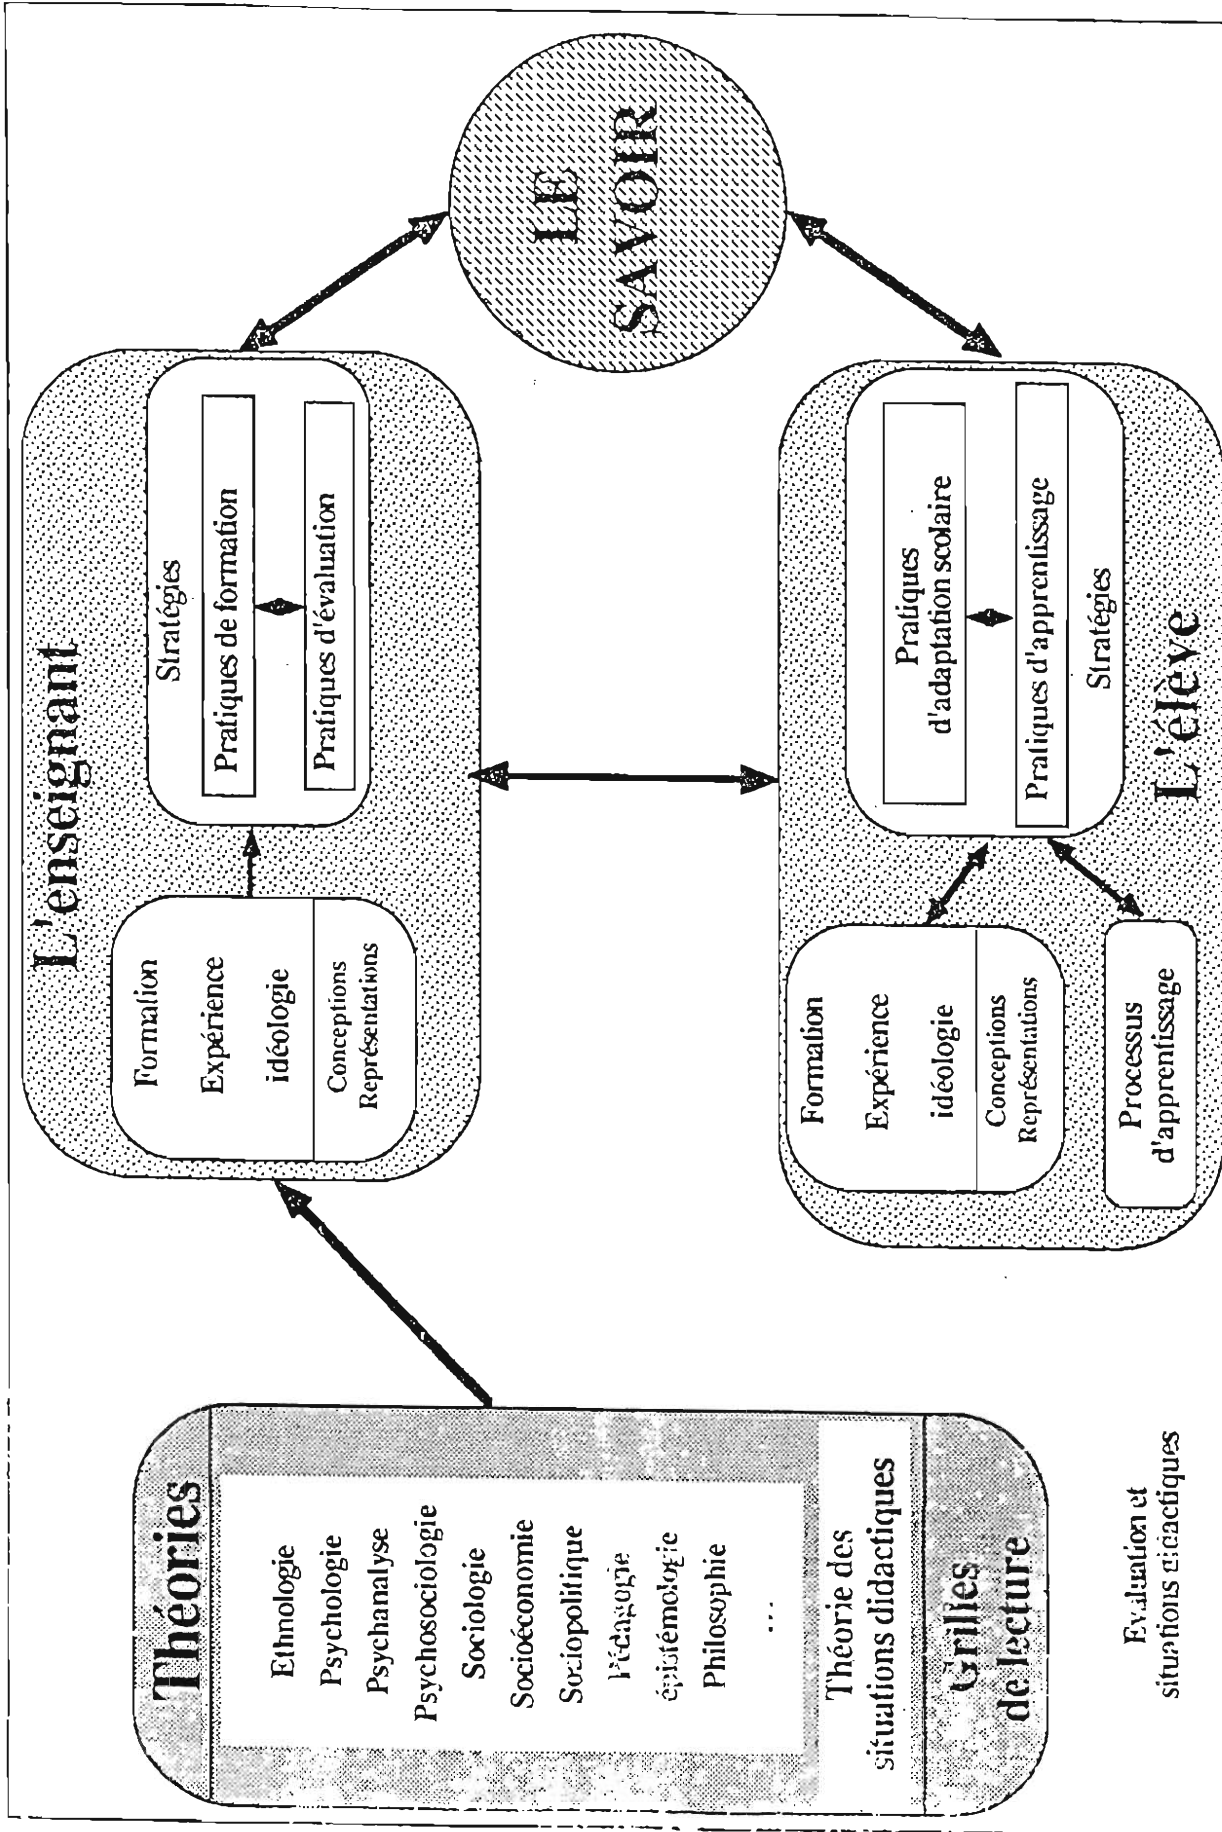 Théories
Ethnologie
Psychologie
Psychanalyse
Psychosociologie
Sociologie
Socioéconomie
Sociopolitique
Pédagogie
épistémologie
Philosophie
...
Théorie des
situations didactiques
Grilles
de lecture
Evaluation et
situations didactiques
L'enseignant
Formation
Expérience
idéologie
Conceptions
Représentations
Stratégies
Pratiques de formation
Pratiques d'évaluation
Formation
Expérience
idéologie
Conceptions
Représentations
Processus
d'apprentissage
Pratiques
d'adaptation scolaire
Pratiques d'apprentissage
Stratégies
L'élève
LE
SAVOIR